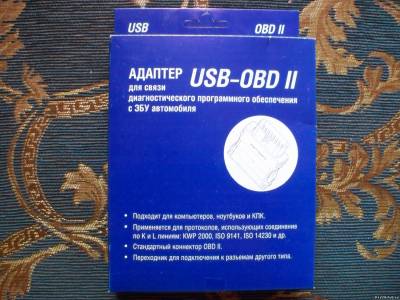 USB OBD II
АДАПТЕР USB-OBD II
для связи
диагностического программного обеспечения
с ЭБУ автомобиля
• Подходит для компьютеров, ноутбуков и КПК.
• Применяется для протоколов, использующих соединение
по K и L линиям: KWP 2000, ISO 9141, ISO 14230 и др.
• Стандартный коннектор OBD II.
• Переходник для подключения к разъемам другого типа.